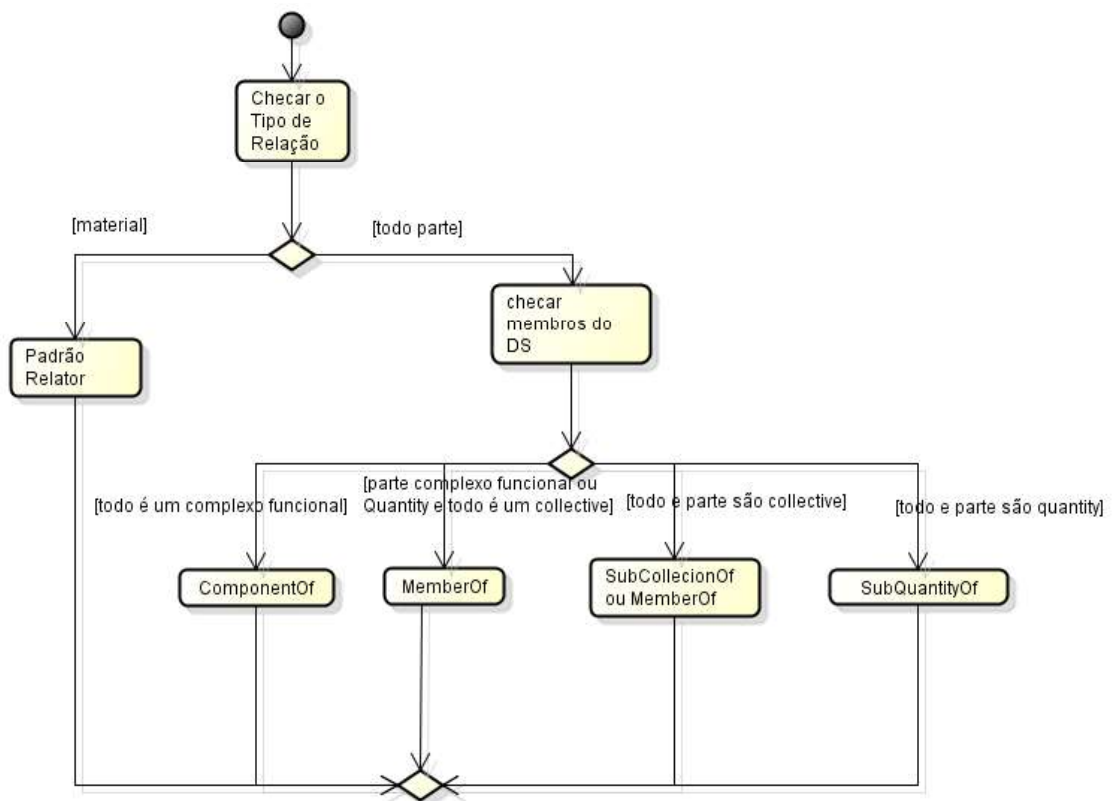 Checar o
Tipo de
Relação
[material]
[todo parte]
checar
membros do
DS
Padrão
Relator
[todo é um complexo funcional]
[parte complexo funcional ou
Quantity e todo é um collective]
[todo e parte são collective]
[todo e parte são quantity]
ComponentOf
MemberOf
SubCollecionOf
ou MemberOf
SubQuantityOf